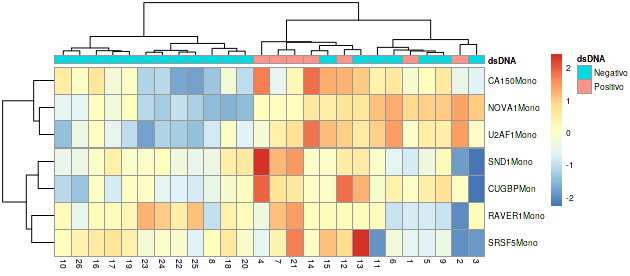 dsDNA
CA150Mono
NOVA1Mono
U2AF1Mono
SND1Mono
CUGBPMon
RAVER1Mono
SRSF5Mono
10 26 16 17 19 23 24 22 25 8 18 20 4 7 21 14 15 12 13 11 6 1 5 9 2 3
dsDNA
Negativo
Positivo
2
1
0
-1
-2